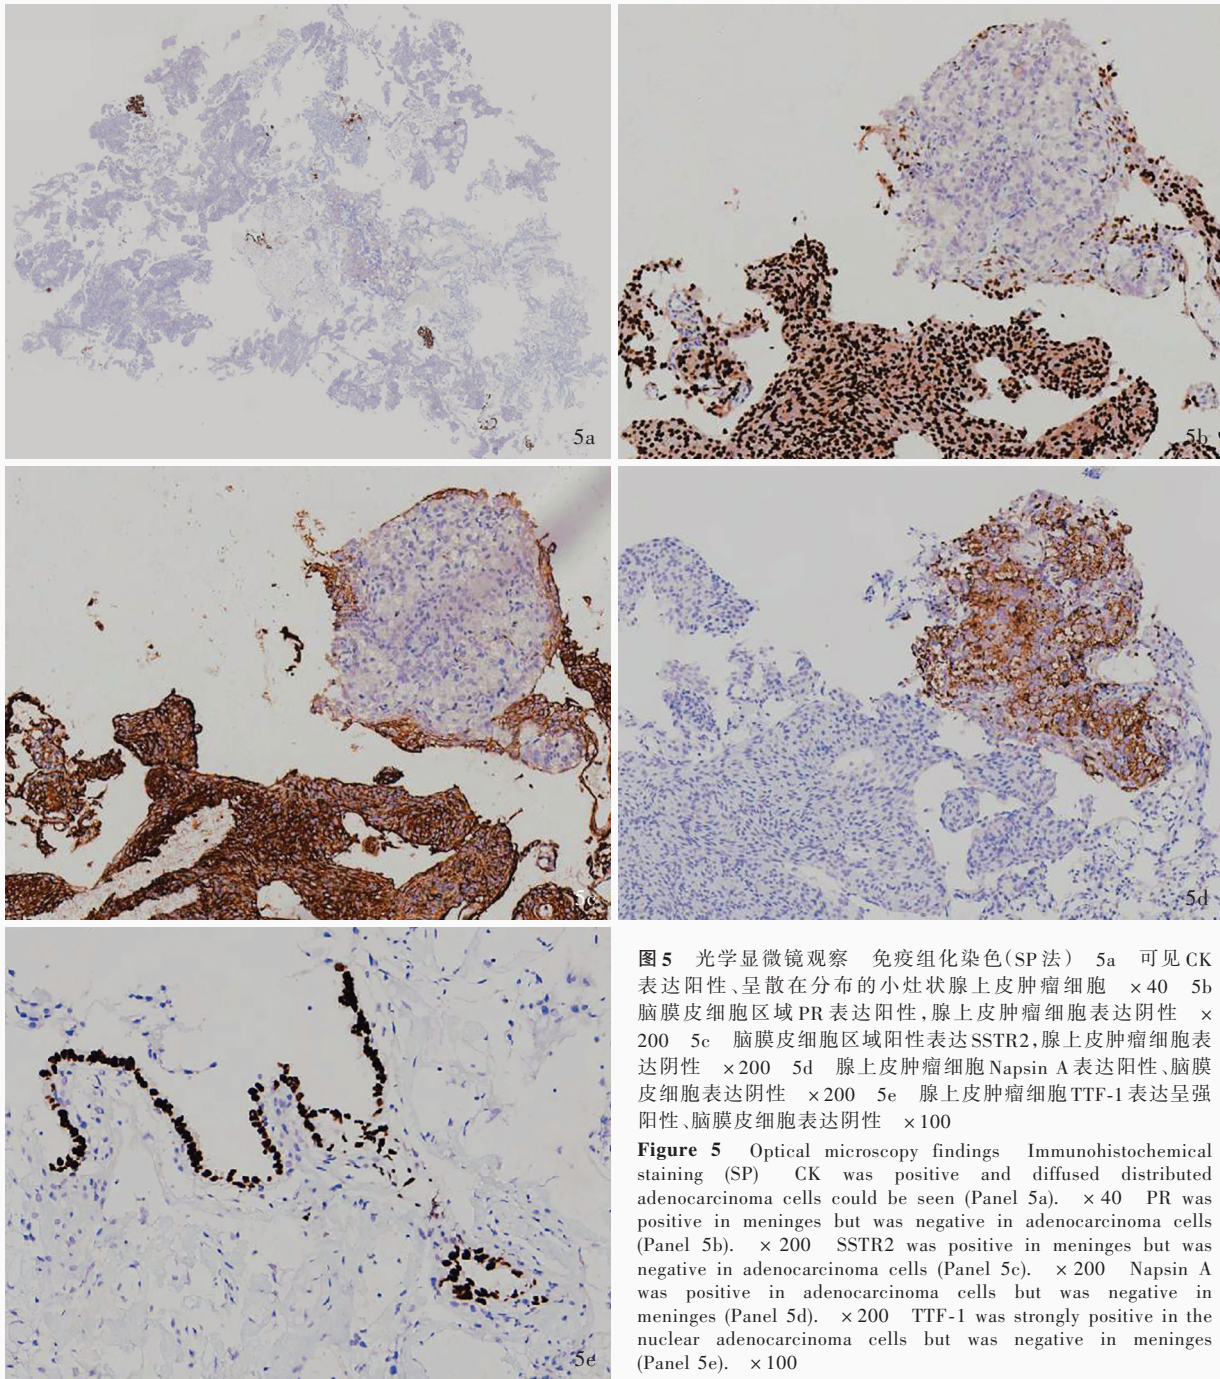 5a
5b
5c
5d
5e
图5 光学显微镜观察 免疫组化染色(SP法) 5a 可见CK
表达阳性、呈散在分布的小灶状腺上皮肿瘤细胞 ×40 5b
脑膜皮细胞区域PR表达阳性,腺上皮肿瘤细胞表达阴性 ×
200 5c 脑膜皮细胞区域阳性表达SSTR2,腺上皮肿瘤细胞表
达阴性 ×200 5d 腺上皮肿瘤细胞Napsin A表达阳性、脑膜
皮细胞表达阴性 ×200 5e 腺上皮肿瘤细胞TTF-1表达呈强
阳性、脑膜皮细胞表达阴性 ×100
Figure 5 Optical microscopy findings Immunohistochemical
staining (SP) CK was positive and diffused distributed
adenocarcinoma cells could be seen (Panel 5a). ×40 PR was
positive in meninges but was negative in adenocarcinoma cells
(Panel 5b). ×200 SSTR2 was positive in meninges but was
negative in adenocarcinoma cells (Panel 5c). ×200 Napsin A
was positive in adenocarcinoma cells but was negative in
meninges (Panel 5d). ×200 TTF-1 was strongly positive in the
nuclear adenocarcinoma cells but was negative in meninges
(Panel 5e). ×100